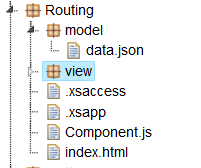 Routing
model
data.json
view
.xsaccess
.xsapp
Component.js
index.html